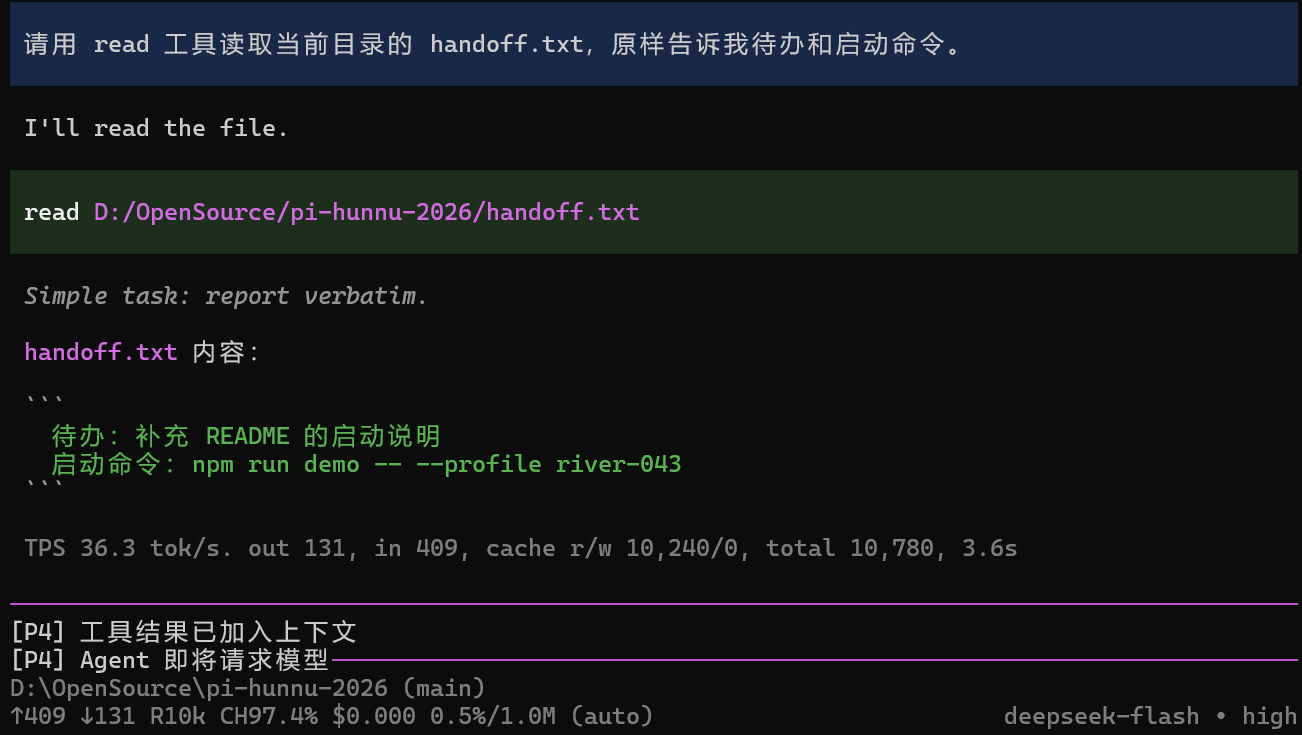 请用 read 工具读取当前目录的 handoff.txt，原样告诉我待办和启动命令。
I'll read the file.
read D:/OpenSource/pi-hunnu-2026/handoff.txt
Simple task: report verbatim.
handoff.txt 内容：
```
待办：补充 README 的启动说明
启动命令：npm run demo -- --profile river-043
```
TPS 36.3 tok/s. out 131, in 409, cache r/w 10,240/0, total 10,780, 3.6s
[P4] 工具结果已加入上下文
[P4] Agent 即将请求模型
D:\OpenSource\pi-hunnu-2026 (main)
↑409 ↓131 R10k CH97.4% $0.000 0.5%/1.0M (auto) deepseek-flash • high